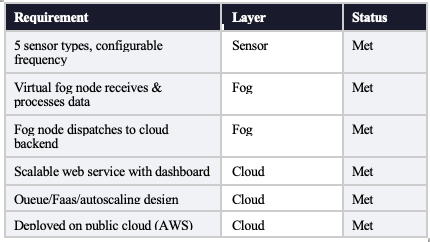 Requirement Layer Status
5 sensor types, configurable Sensor Met
frequency
Virtual fog node receives & Fog Met
processes data
Fog node dispatches to cloud Fog Met
backend
Scalable web service with dashboard Cloud Met
Queue/Faas/autoscaling design Cloud Met
Deployed on public cloud (AWS) Cloud Met